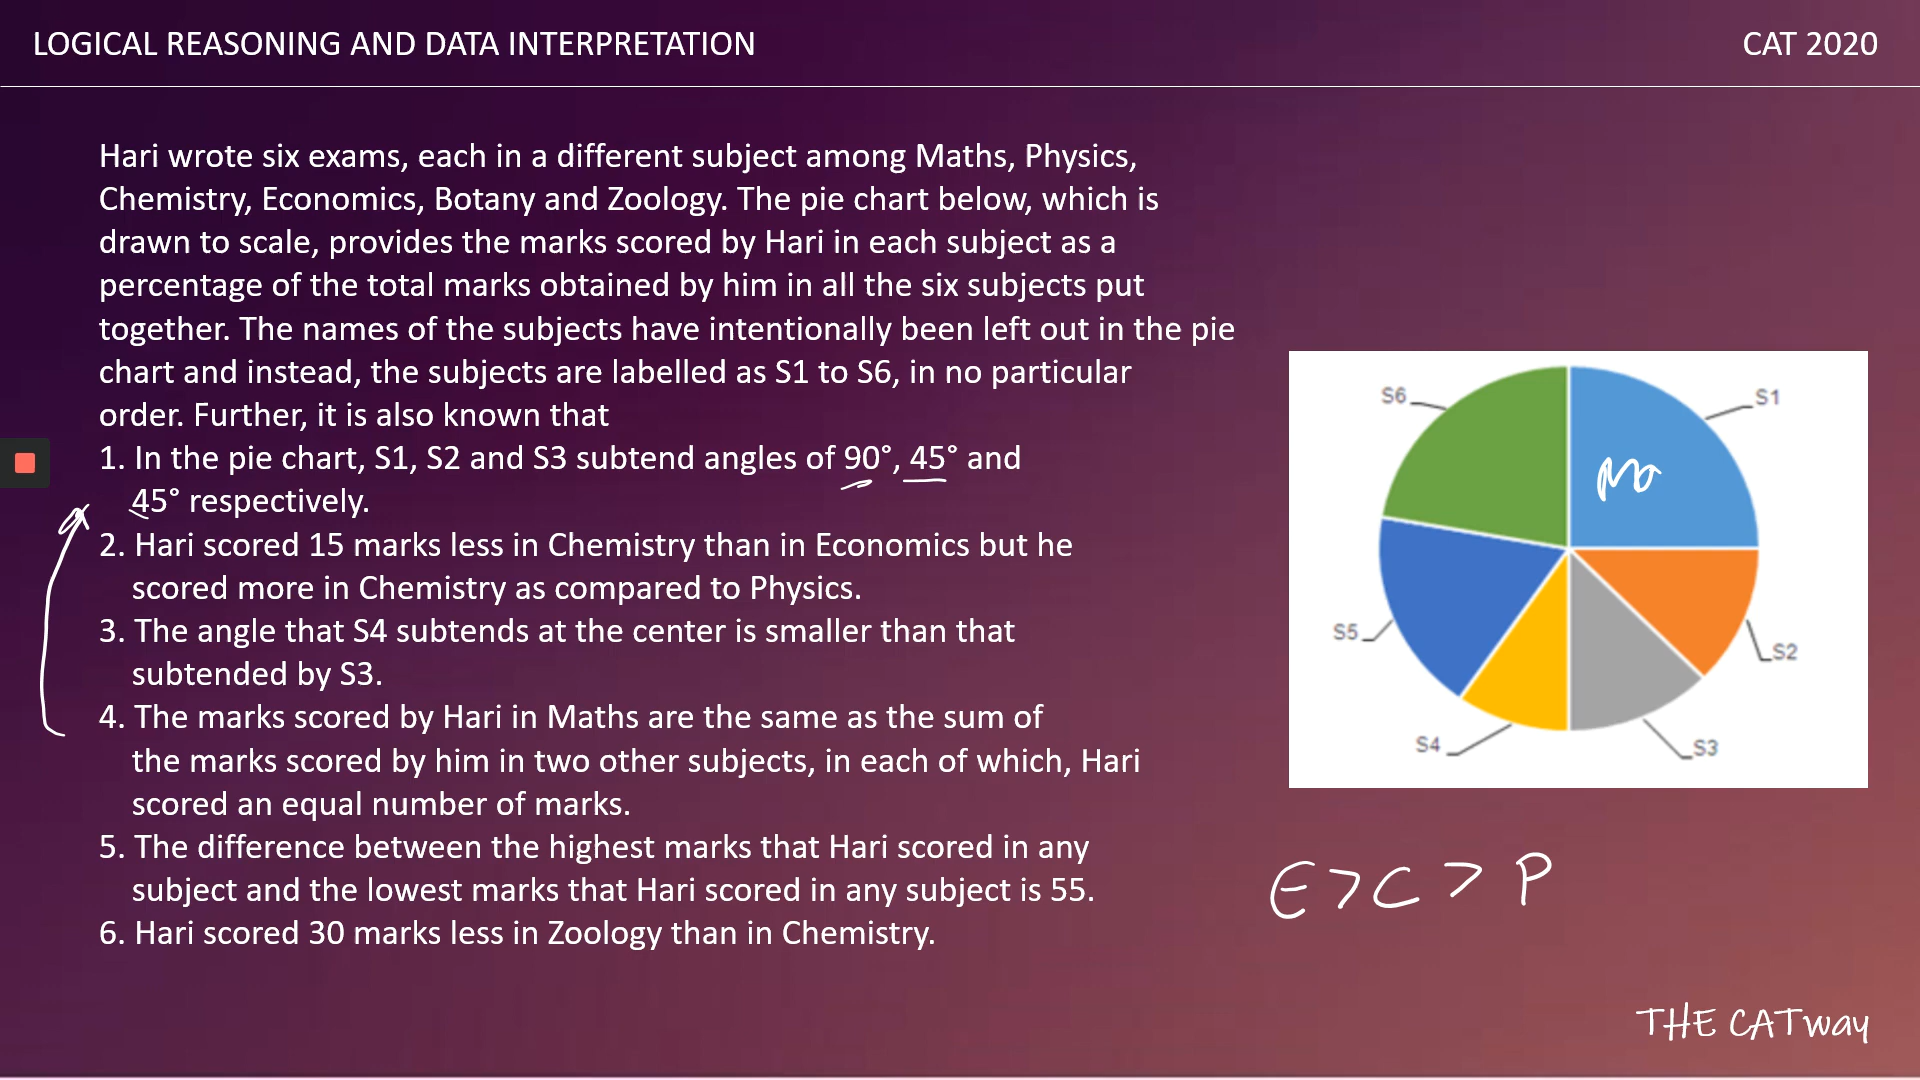 LOGICAL REASONING AND DATA INTERPRETATION
CAT 2020
Hari wrote six exams, each in a different subject among Maths, Physics,
Chemistry, Economics, Botany and Zoology. The pie chart below, which is
drawn to scale, provides the marks scored by Hari in each subject as a
percentage of the total marks obtained by him in all the six subjects put
together. The names of the subjects have intentionally been left out in the pie
chart and instead, the subjects are labelled as S1 to S6, in no particular
order. Further, it is also known that
1. In the pie chart, S1, S2 and S3 subtend angles of 90°, 45° and
45° respectively.
2. Hari scored 15 marks less in Chemistry than in Economics but he
scored more in Chemistry as compared to Physics.
3. The angle that S4 subtends at the center is smaller than that
subtended by S3.
4. The marks scored by Hari in Maths are the same as the sum of
the marks scored by him in two other subjects, in each of which, Hari
scored an equal number of marks.
5. The difference between the highest marks that Hari scored in any
subject and the lowest marks that Hari scored in any subject is 55.
6. Hari scored 30 marks less in Zoology than in Chemistry.
S6
S1
S5
S2
S4
S3
E > C > P
THE CATway